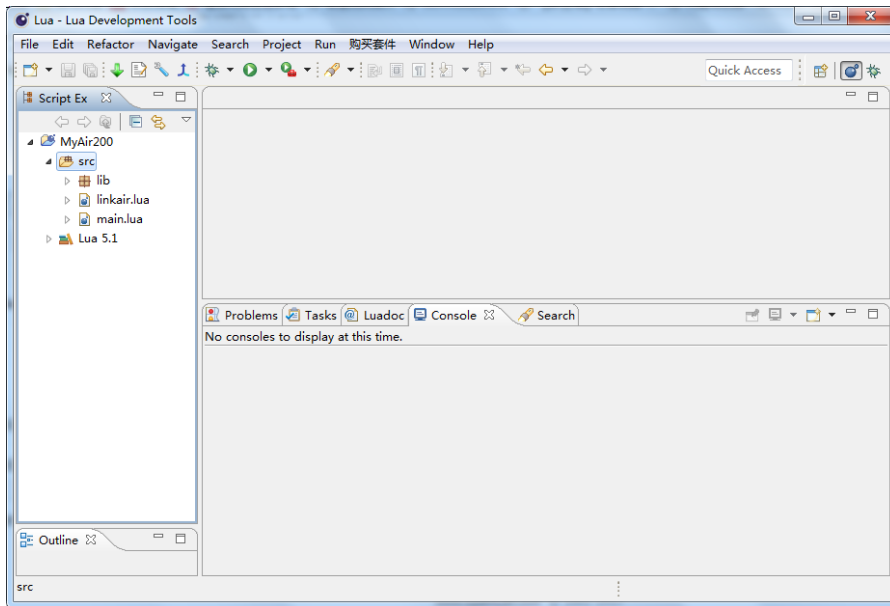 Lua - Lua Development Tools
File Edit Refactor Navigate Search Project Run 购买套件 Window Help
Quick Access
Script Ex
MyAir200
src
lib
linkair.lua
main.lua
Lua 5.1
Problems Tasks Luadoc Console Search
No consoles to display at this time.
Outline
src